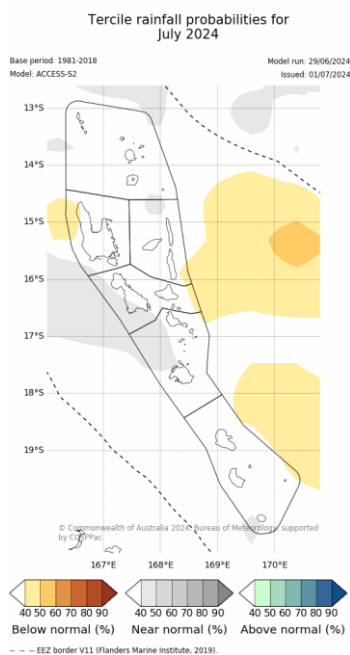 Tercile rainfall probabilities for
July 2024
Base period: 1981-2018
Model run: 29/06/2024
Model: ACCESS-S2
Issued: 01/07/2024
13°S
14°S
15°S
16°S
17°S
18°S
19°S
© Commonwealth of Australia 2024, Bureau of Meteorology, supported
by COSPPac
167°E 168°E 169°E 170°E
40 50 60 70 80 90 40 50 60 70 80 90 40 50 60 70 80 90
Below normal (%) Near normal (%) Above normal (%)
-- -- -- EEZ border V11 (Flanders Marine Institute, 2019).